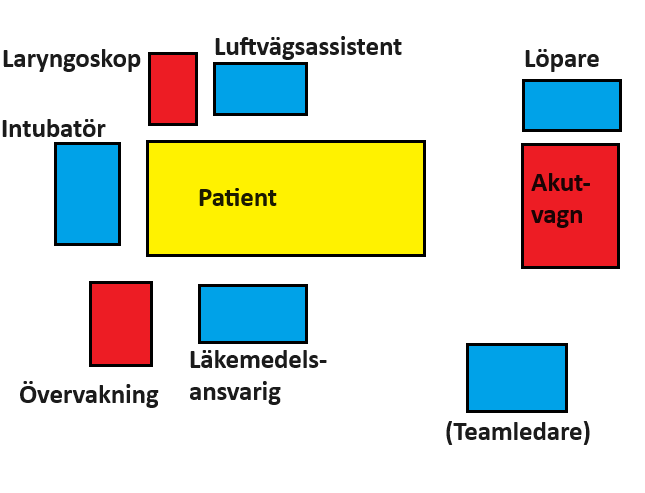 Luftvägsassistent
Laryngoskop
Löpare
Intubatör
Patient
Akut-
vagn
Läkemedels-
ansvarig
Övervakning
(Teamledare)